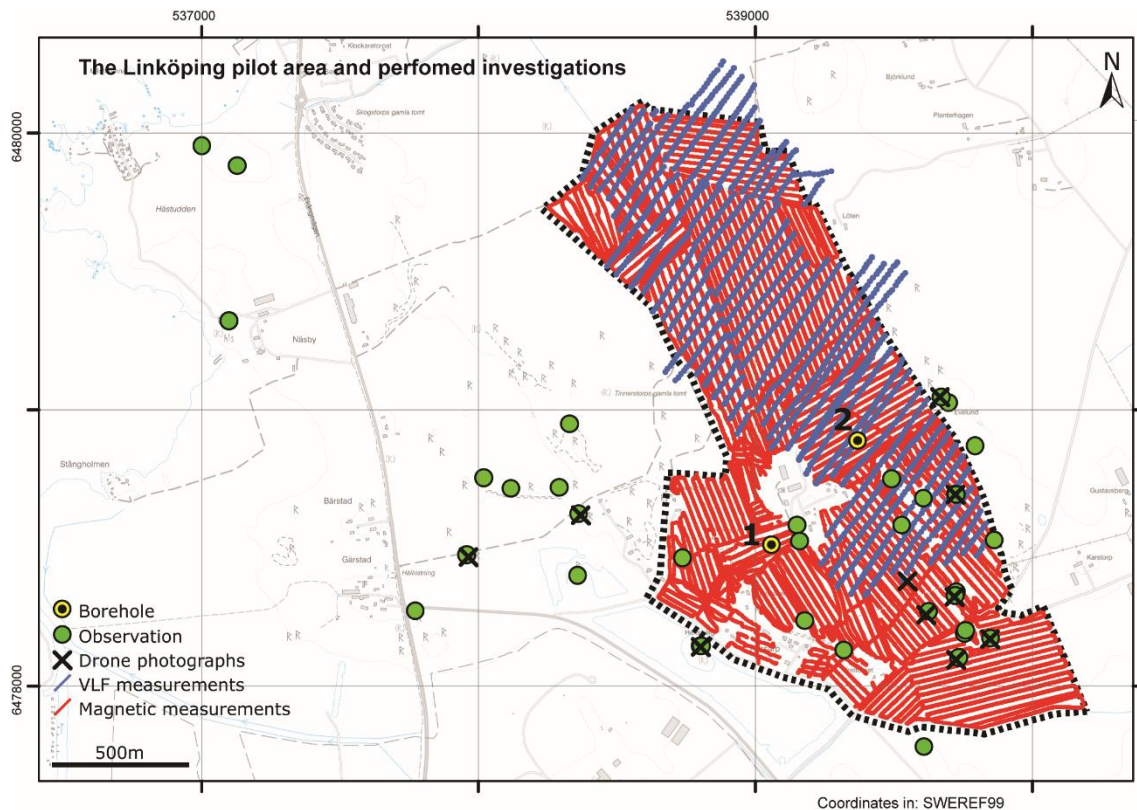 537000
539000
The Linköping pilot area and perfomed investigations
N
Klocksretorpet
Skogstorps gamla tomt
Björklund
Planterhagen
6480000
Hästudden
Löten
Näsby
Tinnerstorps gamla tomt
2
Evelund
Stångholmen
Bärstad
Gustavsberg
1
Gärstad
Karstorp
Hållnistning
Borehole
Observation
Drone photographs
VLF measurements
Magnetic measurements
6478000
500m
Coordinates in: SWEREF99